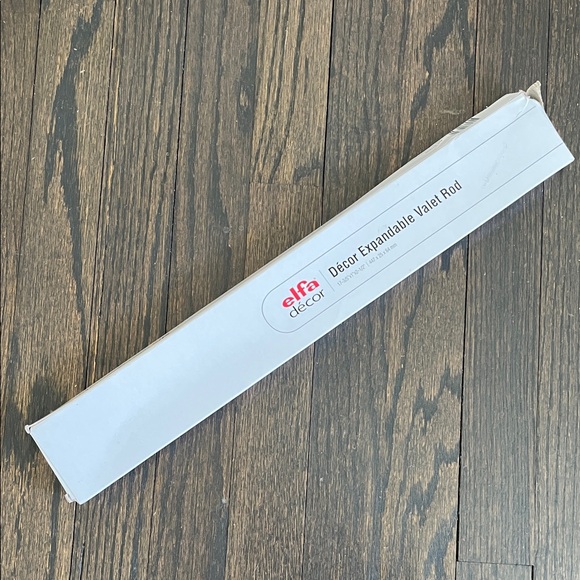 elfa
décor
Décor Expandable Valet Rod